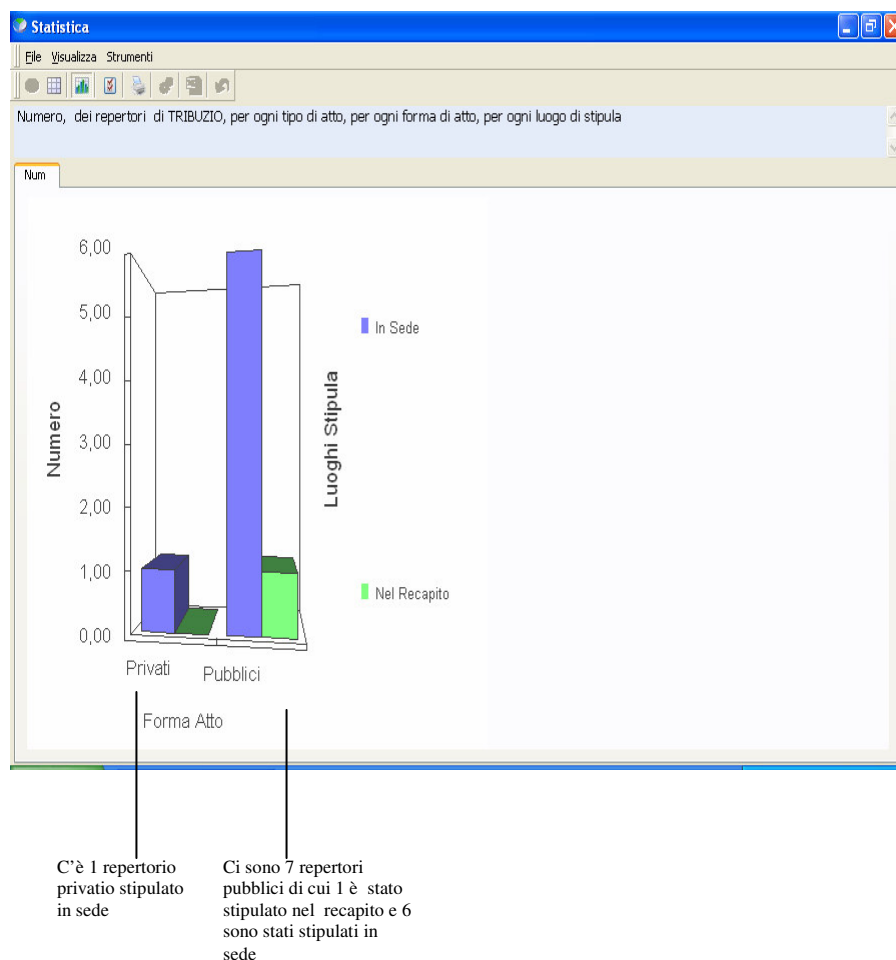 Statistica
File Visualizza Strumenti
Numero, dei repertori di TRIBUZIO, per ogni tipo di atto, per ogni forma di atto, per ogni luogo di stipula
Num
6,00
5,00
4,00
3,00
2,00
1,00
0,00
Numero
Privati
Pubblici
Forma Atto
Luoghi Stipula
In Sede
Nel Recapito
C'è 1 repertorio
privatio stipulato
in sede
Ci sono 7 repertori
pubblici di cui 1 è stato
stipulato nel recapito e 6
sono stati stipulati in
sede